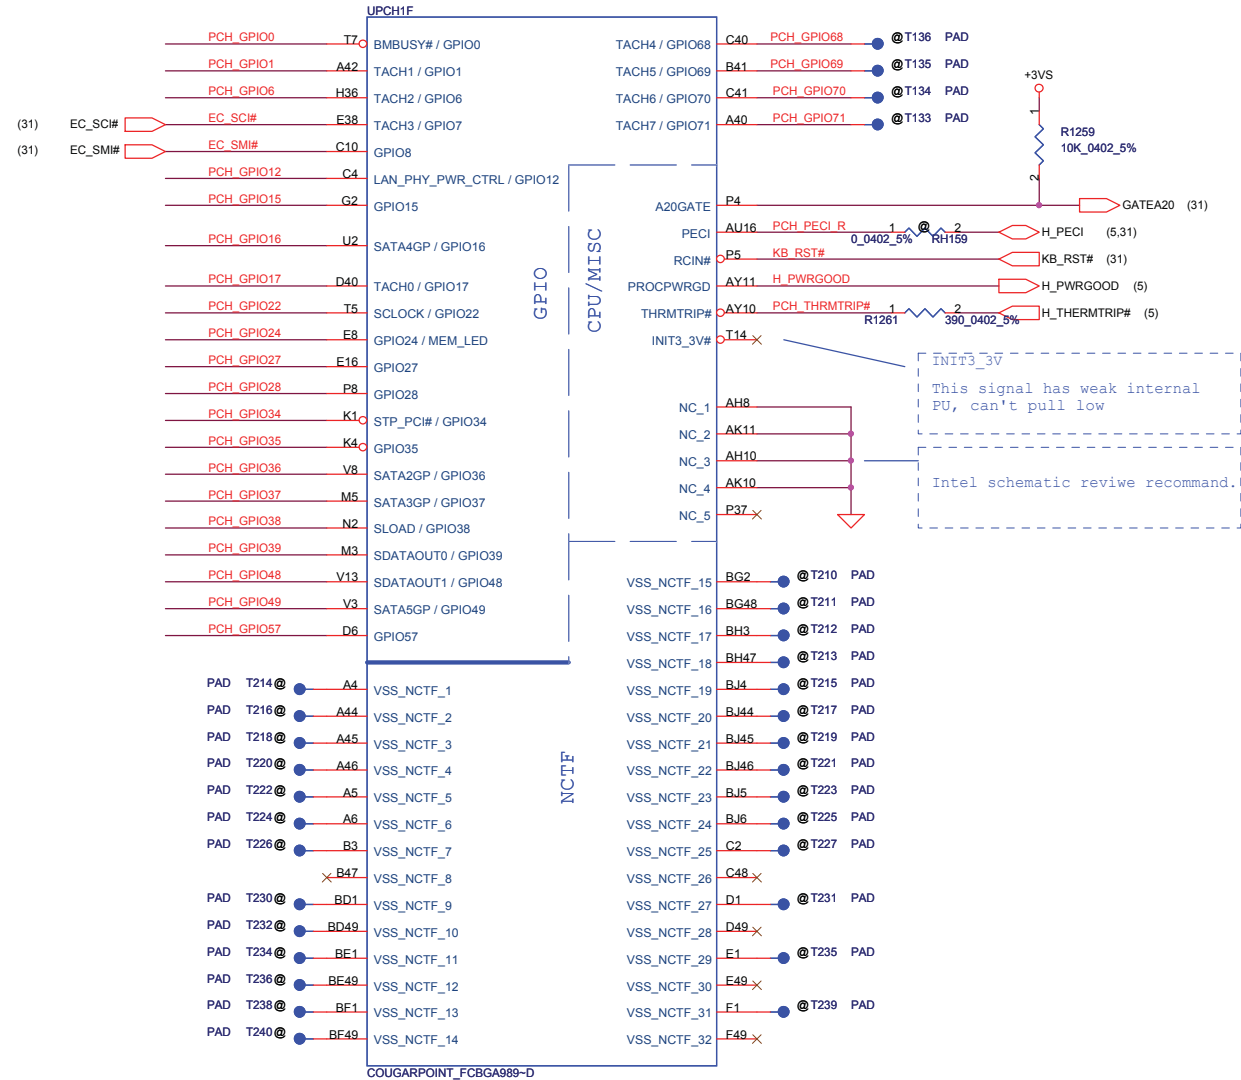 UPCH1F
PCH_GPIO0 T7 BMBUSY# / GPIO0 TACH4 / GPIO68 C40 PCH_GPIO68 @ T136 PAD
PCH_GPIO1 A42 TACH1 / GPIO1 TACH5 / GPIO69 B41 PCH_GPIO69 @ T135 PAD
PCH_GPIO6 H36 TACH2 / GPIO6 TACH6 / GPIO70 C41 PCH_GPIO70 @ T134 PAD
(31) EC_SCI# EC_SCI# E38 TACH3 / GPIO7 TACH7 / GPIO71 A40 PCH_GPIO71 @ T133 PAD
(31) EC_SMI# EC_SMI# C10 GPIO8
+3VS
1
R1259
10K_0402_5%
2
PCH_GPIO12 C4 LAN_PHY_PWR_CTRL / GPIO12
PCH_GPIO15 G2 GPIO15 A20GATE P4 GATEA20 (31)
PECI AU16 PCH_PECI_R 1 @ 2 H_PECI (5,31)
0_0402_5% RH159
PCH_GPIO16 U2 SATA4GP / GPIO16
RCIN# P5 KB_RST# KB_RST# (31)
PCH_GPIO17 D40 TACH0 / GPIO17 PROCPWRGD AY11 H_PWRGOOD H_PWRGOOD (5)
PCH_GPIO22 T5 SCLOCK / GPIO22 THRMTRIP# AY10 PCH_THRMTRIP# 1 2 H_THERMTRIP# (5)
R1261 390_0402_5%
PCH_GPIO24 E8 GPIO24 / MEM_LED INIT3_3V# T14
GPIO
CPU/MISC
INIT3_3V
This signal has weak internal
PU, can't pull low
PCH_GPIO27 E16 GPIO27
PCH_GPIO28 P8 GPIO28
NC_1 AH8
PCH_GPIO34 K1 STP_PCI# / GPIO34
NC_2 AK11
PCH_GPIO35 K4 GPIO35
NC_3 AH10
PCH_GPIO36 V8 SATA2GP / GPIO36
NC_4 AK10
Intel schematic reviwe recommand.
PCH_GPIO37 M5 SATA3GP / GPIO37
NC_5 P37
PCH_GPIO38 N2 SLOAD / GPIO38
PCH_GPIO39 M3 SDATAOUT0 / GPIO39
PCH_GPIO48 V13 SDATAOUT1 / GPIO48 VSS_NCTF_15 BG2 @ T210 PAD
PCH_GPIO49 V3 SATA5GP / GPIO49 VSS_NCTF_16 BG48 @ T211 PAD
PCH_GPIO57 D6 GPIO57 VSS_NCTF_17 BH3 @ T212 PAD
VSS_NCTF_18 BH47 @ T213 PAD
PAD T214 @ A4 VSS_NCTF_1 VSS_NCTF_19 BJ4 @ T215 PAD
PAD T216 @ A44 VSS_NCTF_2 VSS_NCTF_20 BJ44 @ T217 PAD
PAD T218 @ A45 VSS_NCTF_3 VSS_NCTF_21 BJ45 @ T219 PAD
PAD T220 @ A46 VSS_NCTF_4 VSS_NCTF_22 BJ46 @ T221 PAD
NCTF
PAD T222 @ A5 VSS_NCTF_5 VSS_NCTF_23 BJ5 @ T223 PAD
PAD T224 @ A6 VSS_NCTF_6 VSS_NCTF_24 BJ6 @ T225 PAD
PAD T226 @ B3 VSS_NCTF_7 VSS_NCTF_25 C2 @ T227 PAD
B47 VSS_NCTF_8 VSS_NCTF_26 C48
PAD T230 @ BD1 VSS_NCTF_9 VSS_NCTF_27 D1 @ T231 PAD
PAD T232 @ BD49 VSS_NCTF_10 VSS_NCTF_28 D49
PAD T234 @ BE1 VSS_NCTF_11 VSS_NCTF_29 E1 @ T235 PAD
PAD T236 @ BE49 VSS_NCTF_12 VSS_NCTF_30 E49
PAD T238 @ BF1 VSS_NCTF_13 VSS_NCTF_31 F1 @ T239 PAD
PAD T240 @ BF49 VSS_NCTF_14 VSS_NCTF_32 F49
COUGARPOINT_FCBGA989~D